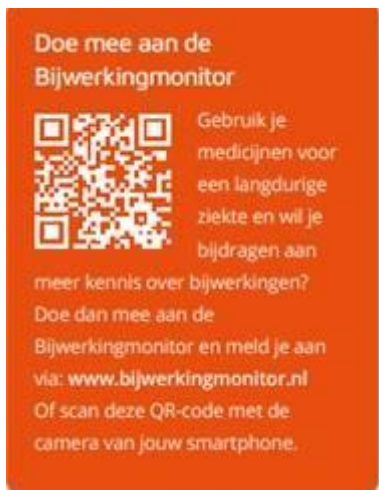 Doe mee aan de
Bijwerkingmonitor
Gebruik je
medicijnen voor
een langdurige
ziekte en wil je
bijdragen aan
meer kennis over bijwerkingen?
Doe dan mee aan de
Bijwerkingmonitor en meld je aan
via: www.bijwerkingmonitor.nl
Of scan deze QR-code met de
camera van jouw smartphone.